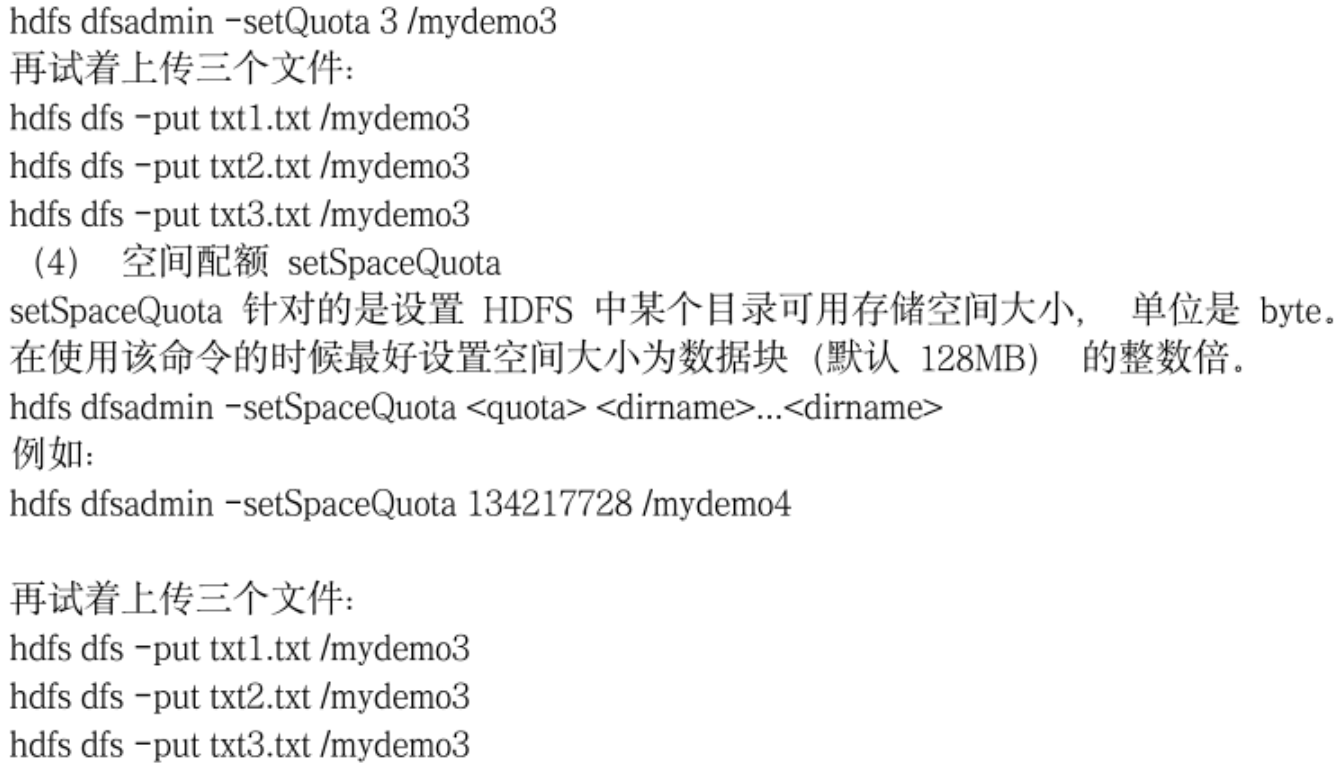 hdfs dfsadmin -setQuota 3 /mydemo3
再试着上传三个文件:
hdfs dfs -put txt1.txt /mydemo3
hdfs dfs -put txt2.txt /mydemo3
hdfs dfs -put txt3.txt /mydemo3
(4) 空间配额 setSpaceQuota
setSpaceQuota 针对的是设置 HDFS 中某个目录可用存储空间大小, 单位是 byte。
在使用该命令的时候最好设置空间大小为数据块 (默认 128MB) 的整数倍。
hdfs dfsadmin -setSpaceQuota <quota> <dirname>...<dirname>
例如:
hdfs dfsadmin -setSpaceQuota 134217728 /mydemo4
再试着上传三个文件:
hdfs dfs -put txt1.txt /mydemo3
hdfs dfs -put txt2.txt /mydemo3
hdfs dfs -put txt3.txt /mydemo3